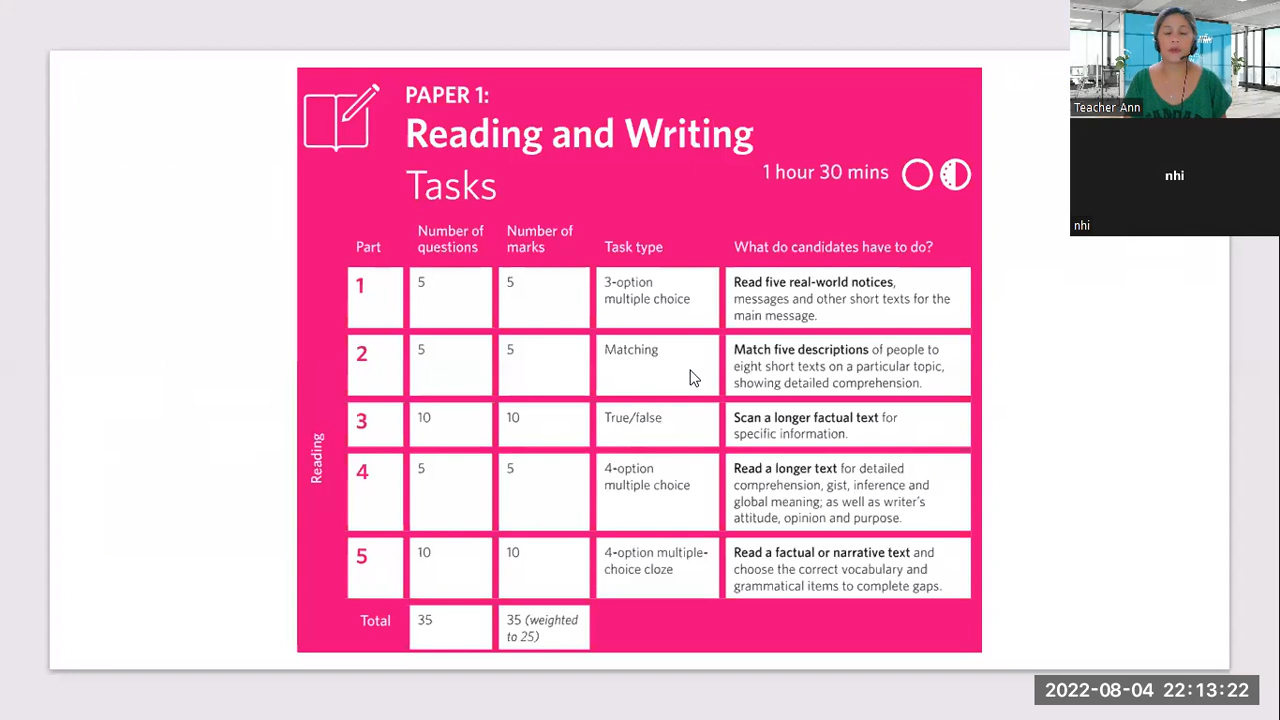 PAPER 1:
Reading and Writing
Tasks
1 hour 30 mins
Part
Number of
questions
Number of
marks
Task type
What do candidates have to do?
Reading
1
5
5
3-option
multiple choice
Read five real-world notices,
messages and other short texts for the
main message.
2
5
5
Matching
Match five descriptions of people to
eight short texts on a particular topic,
showing detailed comprehension.
3
10
10
True/false
Scan a longer factual text for
specific information.
4
5
5
4-option
multiple choice
Read a longer text for detailed
comprehension, gist, inference and
global meaning; as well as writer's
attitude, opinion and purpose.
5
10
10
4-option multiple-
choice cloze
Read a factual or narrative text and
choose the correct vocabulary and
grammatical items to complete gaps.
Total
35
35 (weighted
to 25)
Teacher Ann
nhi
nhi
2022-08-04 22:13:22